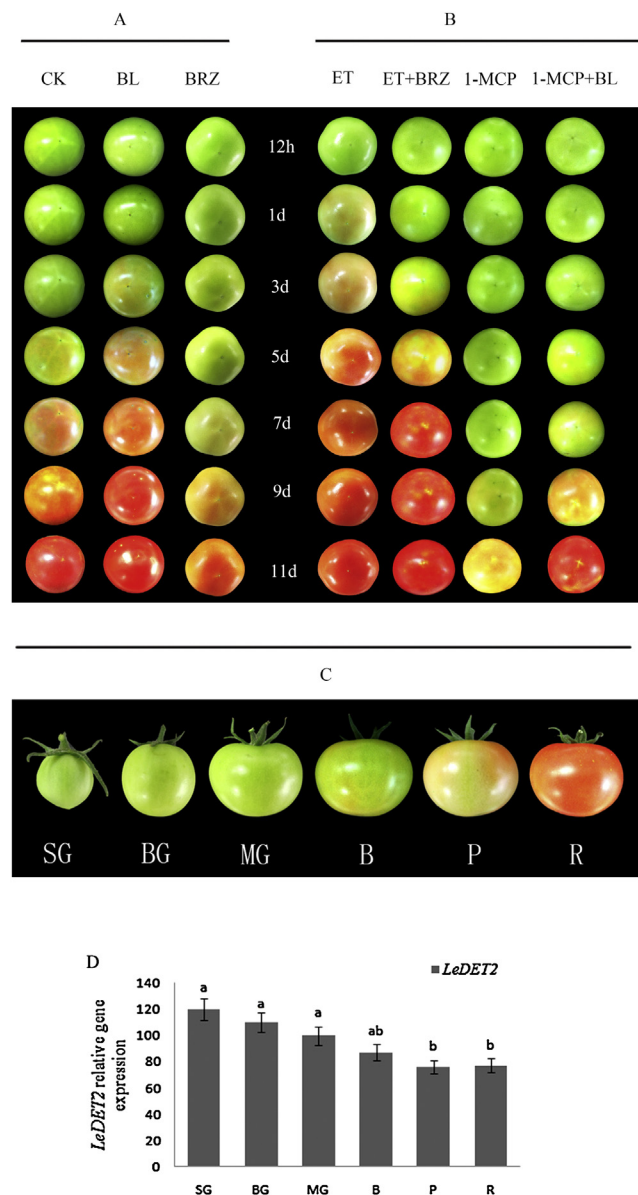 A B
CK BL BRZ ET ET+BRZ 1-MCP 1-MCP+BL
12h
1d
3d
5d
7d
9d
11d
C
SG BG MG B P R
D
LeDET2
LeDET2 relative gene
expression
140
120
100
80
60
40
20
0
a a a ab b b
SG BG MG B P R